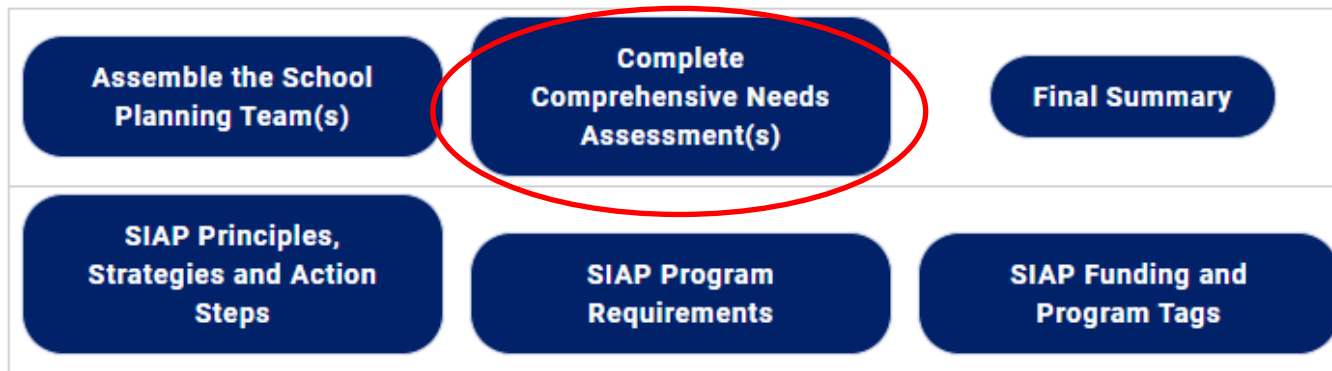 Assemble the School
Planning Team(s)
Complete
Comprehensive Needs
Assessment(s)
Final Summary
SIAP Principles,
Strategies and Action
Steps
SIAP Program
Requirements
SIAP Funding and
Program Tags